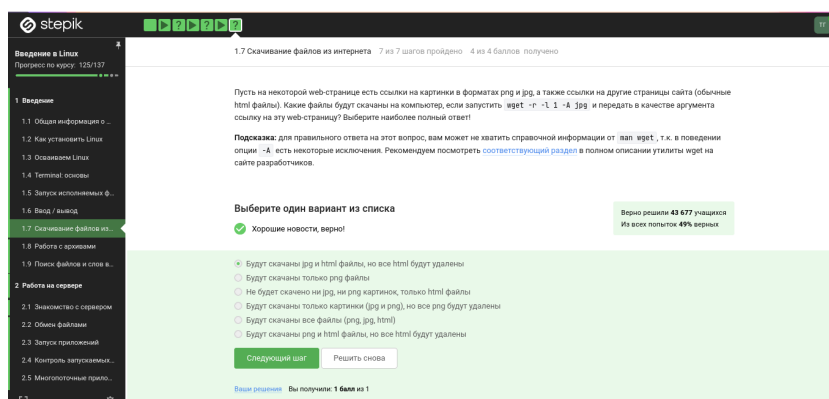 stepik
ТГ
Введение в Linux
Прогресс по курсу: 125/137
1 Введение
1.1 Общая информация о ...
1.2 Как установить Linux
1.3 Осваиваем Linux
1.4 Terminal: основы
1.5 Запуск исполняемых ф...
1.6 Ввод / вывод
1.7 Скачивание файлов из...
1.8 Работа с архивами
1.9 Поиск файлов и слов в...
2 Работа на сервере
2.1 Знакомство с сервером
2.2 Обмен файлами
2.3 Запуск приложений
2.4 Контроль запускаемых...
2.5 Многопоточные прило...
1.7 Скачивание файлов из интернета 7 из 7 шагов пройдено 4 из 4 баллов получено
Пусть на некоторой web-странице есть ссылки на картинки в форматах png и jpg, а также ссылки на другие страницы сайта (обычные
html файлы). Какие файлы будут скачаны на компьютер, если запустить wget -r -l 1 -A jpg и передать в качестве аргумента
ссылку на эту web-страницу? Выберите наиболее полный ответ!
Подсказка: для правильного ответа на этот вопрос, вам может не хватить справочной информации от man wget, т.к. в поведении
опции -A есть некоторые исключения. Рекомендуем посмотреть соответствующий раздел в полном описании утилиты wget на
сайте разработчиков.
Выберите один вариант из списка
Хорошие новости, верно!
Верно решили 43 677 учащихся
Из всех попыток 49% верных
Будут скачаны jpg и html файлы, но все html будут удалены
Будут скачаны только png файлы
Не будет скачено ни jpg, ни png картинок, только html файлы
Будут скачаны только картинки (jpg и png), но все png будут удалены
Будут скачаны все файлы (png, jpg, html)
Будут скачаны png и html файлы, но все html будут удалены
Следующий шаг
Решить снова
Ваши решения Вы получили: 1 балл из 1